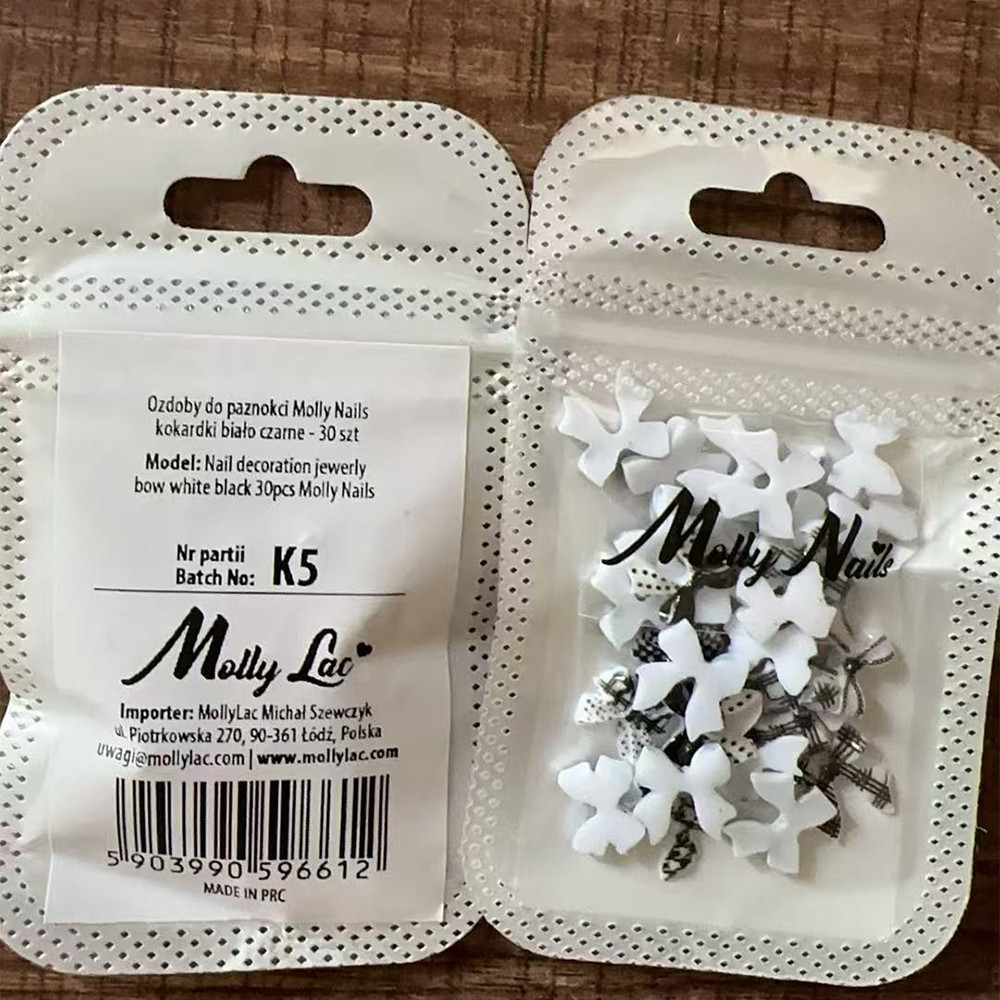 Ozdoby do paznokci Molly Nails
kokardki biało czarne - 30 szt
Model: Nail decoration jewerly
bow white black 30pcs Molly Nails
Nr partii
Batch No: K5
Molly Lac
Importer: MollyLac Michał Szewczyk
ul. Piotrkowska 270, 90-361 Łódź, Polska
uwagi@mollylac.com | www.mollylac.com
5 903990 596612
MADE IN PRC
Molly Nails